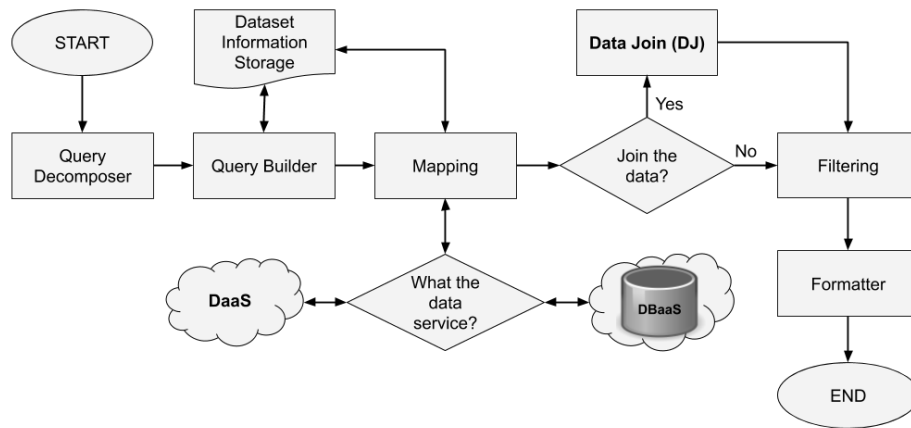 START
Dataset
Information
Storage
Data Join (DJ)
Yes
Query
Decomposer
Query Builder
Mapping
Join the
data?
No
Filtering
DaaS
What the
data
service?
DBaaS
Formatter
END